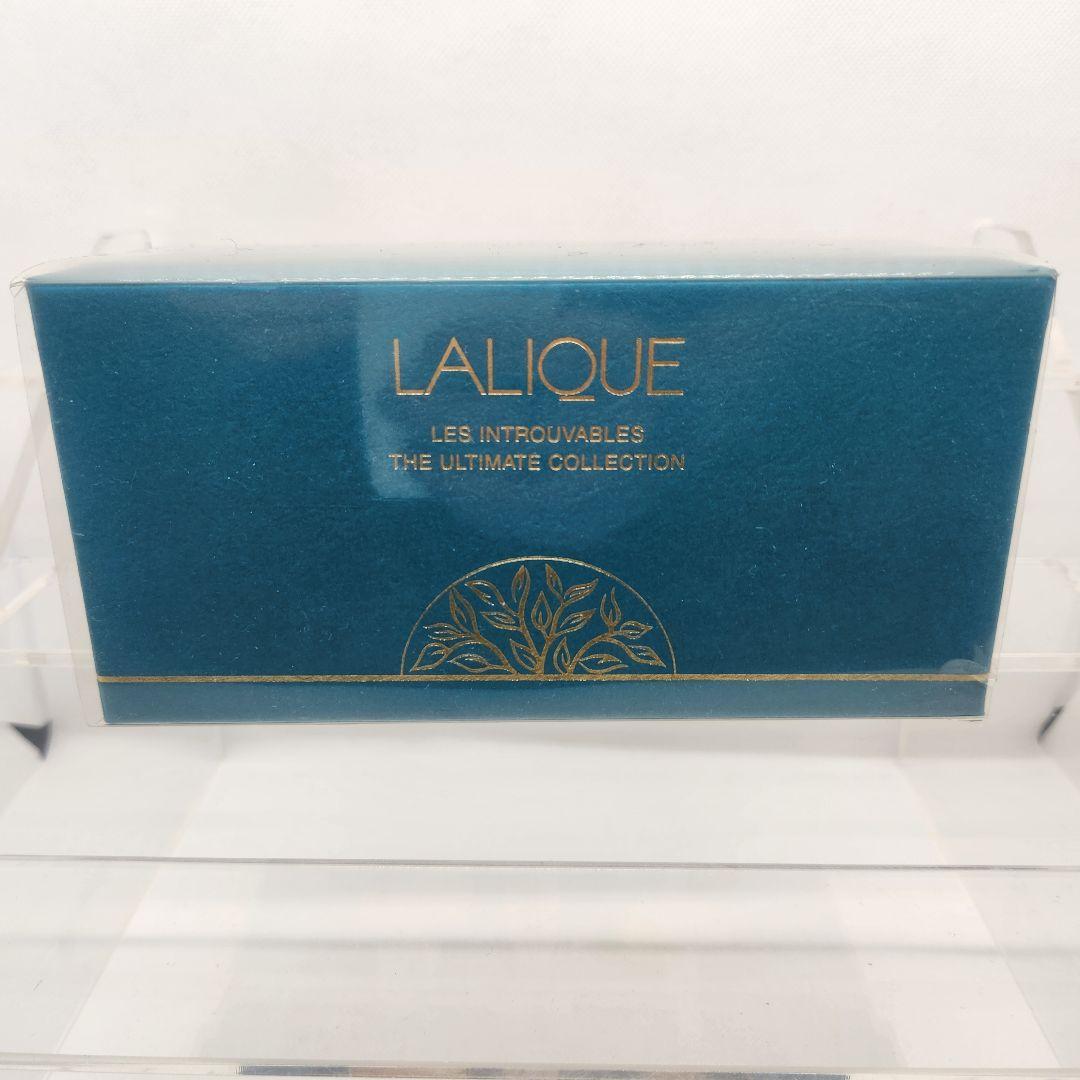 LALIQUE
LES INTROUVABLES
THE ULTIMATE COLLECTION